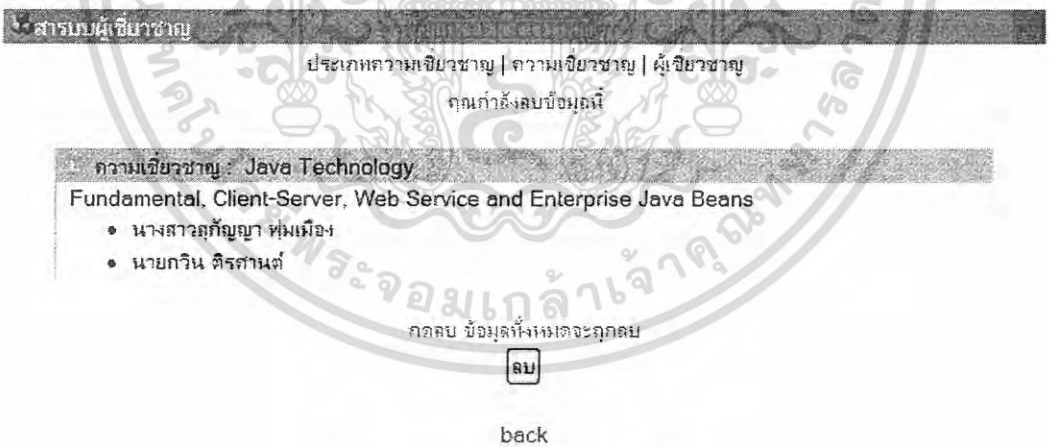 สารบบผู้เชี่ยวชาญ
ประเภทความเชี่ยวชาญ | ความเชี่ยวชาญ | ผู้เชี่ยวชาญ
คุณกำลังลบข้อมูลนี้
ความเชี่ยวชาญ : Java Technology
Fundamental, Client-Server, Web Service and Enterprise Java Beans
• นางสาวสุกัญญา พุ่มเมือง
• นายกวิน ติรศานต์
กดลบ ข้อมูลทั้งหมดจะถูกลบ
ลบ
back